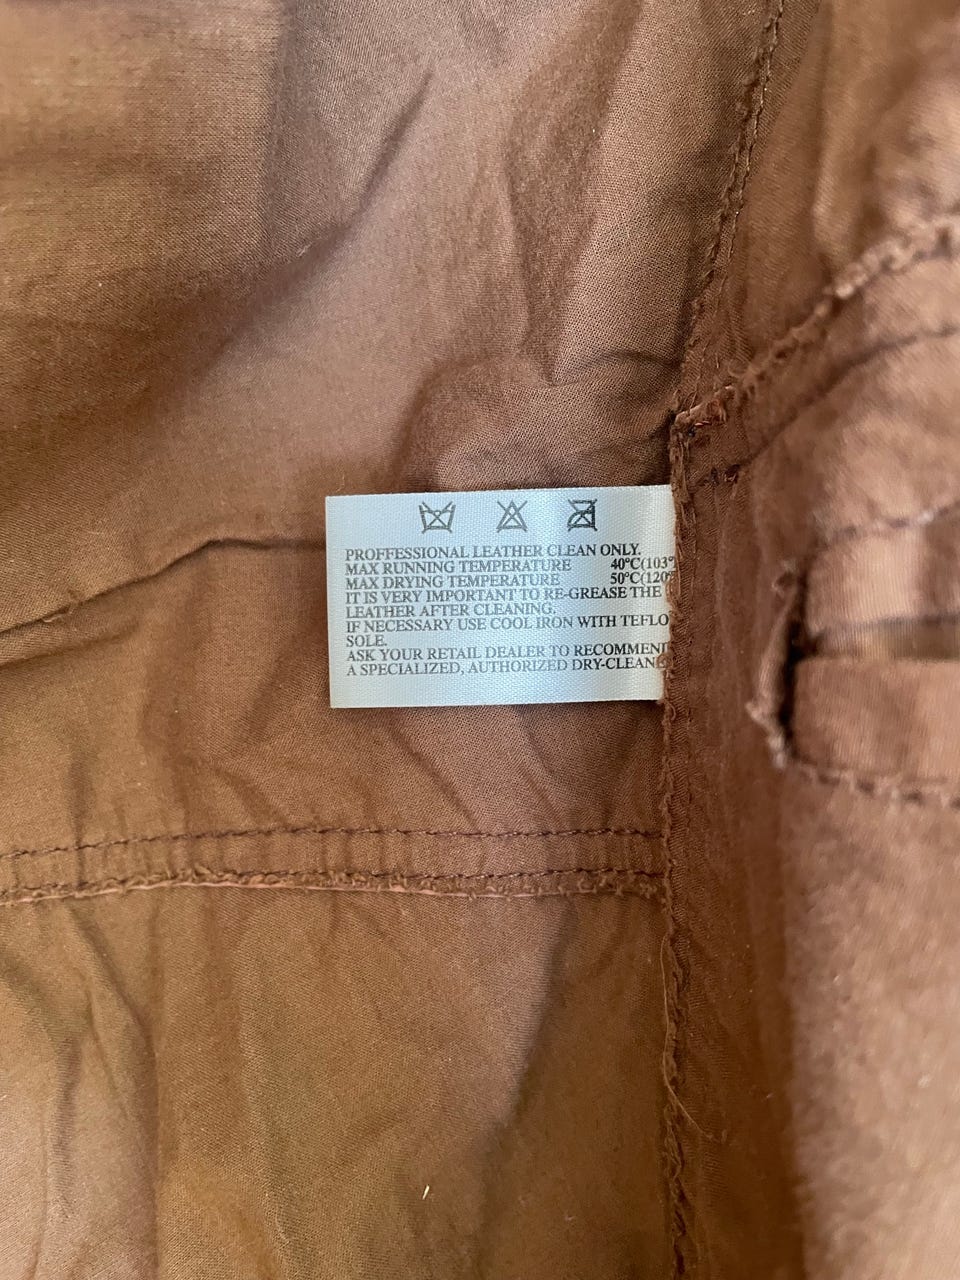 PROFFESSIONAL LEATHER CLEAN ONLY.
MAX RUNNING TEMPERATURE 40°C(103°
MAX DRYING TEMPERATURE 50°C(120°
IT IS VERY IMPORTANT TO RE-GREASE THE
LEATHER AFTER CLEANING.
IF NECESSARY USE COOL IRON WITH TEFLO
SOLE.
ASK YOUR RETAIL DEALER TO RECOMMEND
A SPECIALIZED, AUTHORIZED DRY-CLEANE